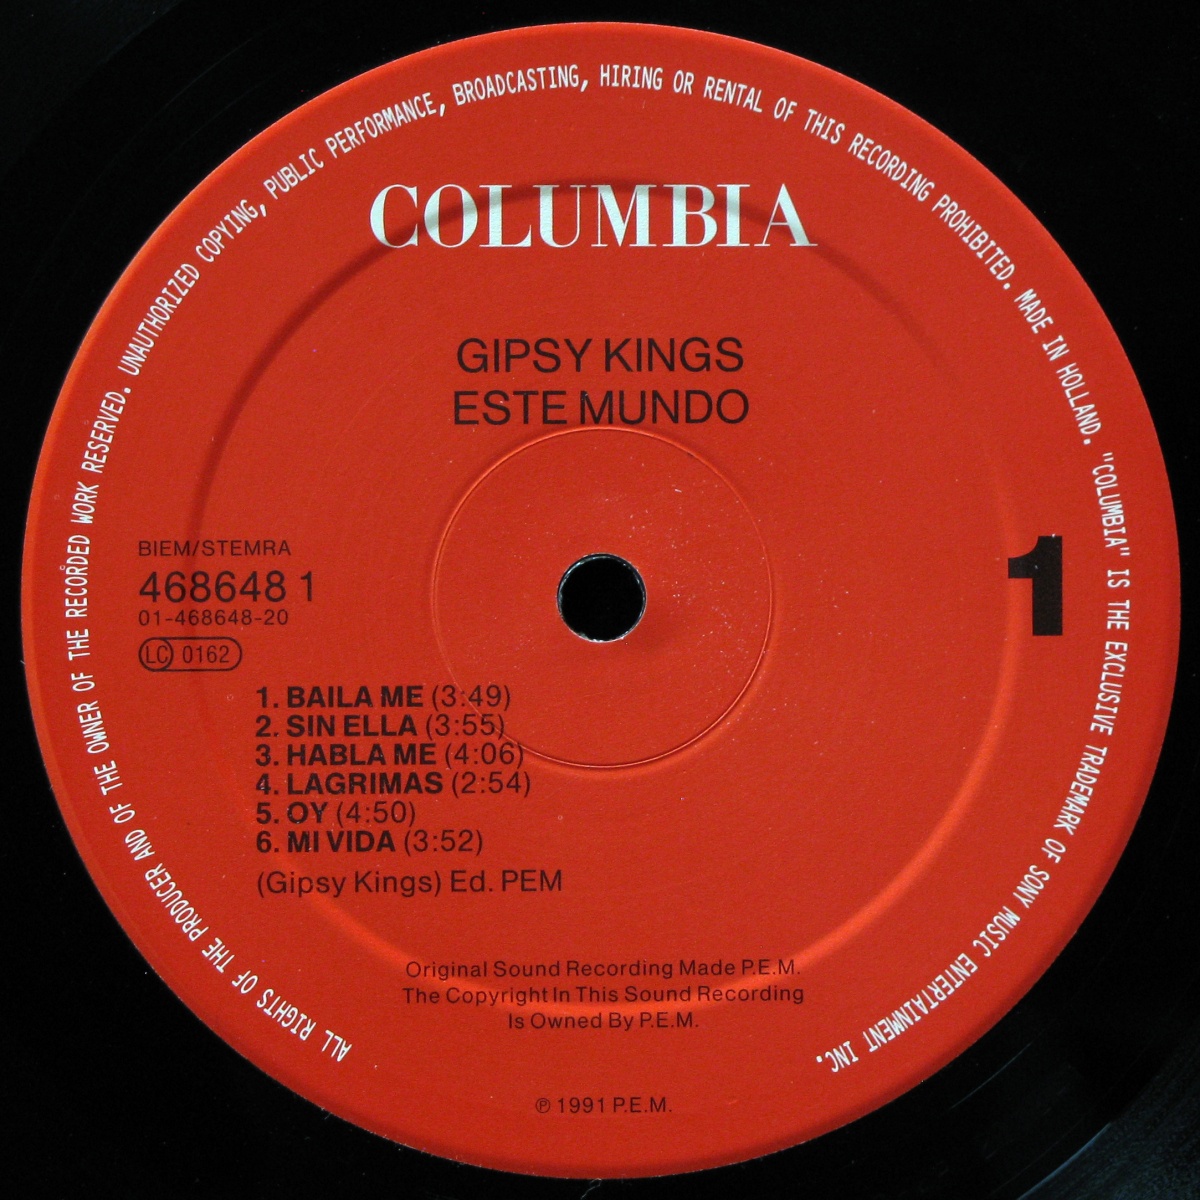 ALL RIGHTS OF THE PRODUCER AND OF THE OWNER OF THE RECORDED WORK RESERVED. UNAUTHORIZED COPYING, PUBLIC PERFORMANCE, BROADCASTING, HIRING OR RENTAL OF THIS RECORDING PROHIBITED. MADE IN HOLLAND. "COLUMBIA" IS THE EXCLUSIVE TRADEMARK OF SONY MUSIC ENTERTAINMENT INC.
COLUMBIA
GIPSY KINGS
ESTE MUNDO
BIEM/STEMRA
468648 1
01-468648-20
LC 0162
1
1. BAILA ME (3:49)
2. SIN ELLA (3:55)
3. HABLA ME (4:06)
4. LAGRIMAS (2:54)
5. OY (4:50)
6. MI VIDA (3:52)
(Gipsy Kings) Ed. PEM
Original Sound Recording Made P.E.M.
The Copyright In This Sound Recording
Is Owned By P.E.M.
℗ 1991 P.E.M.